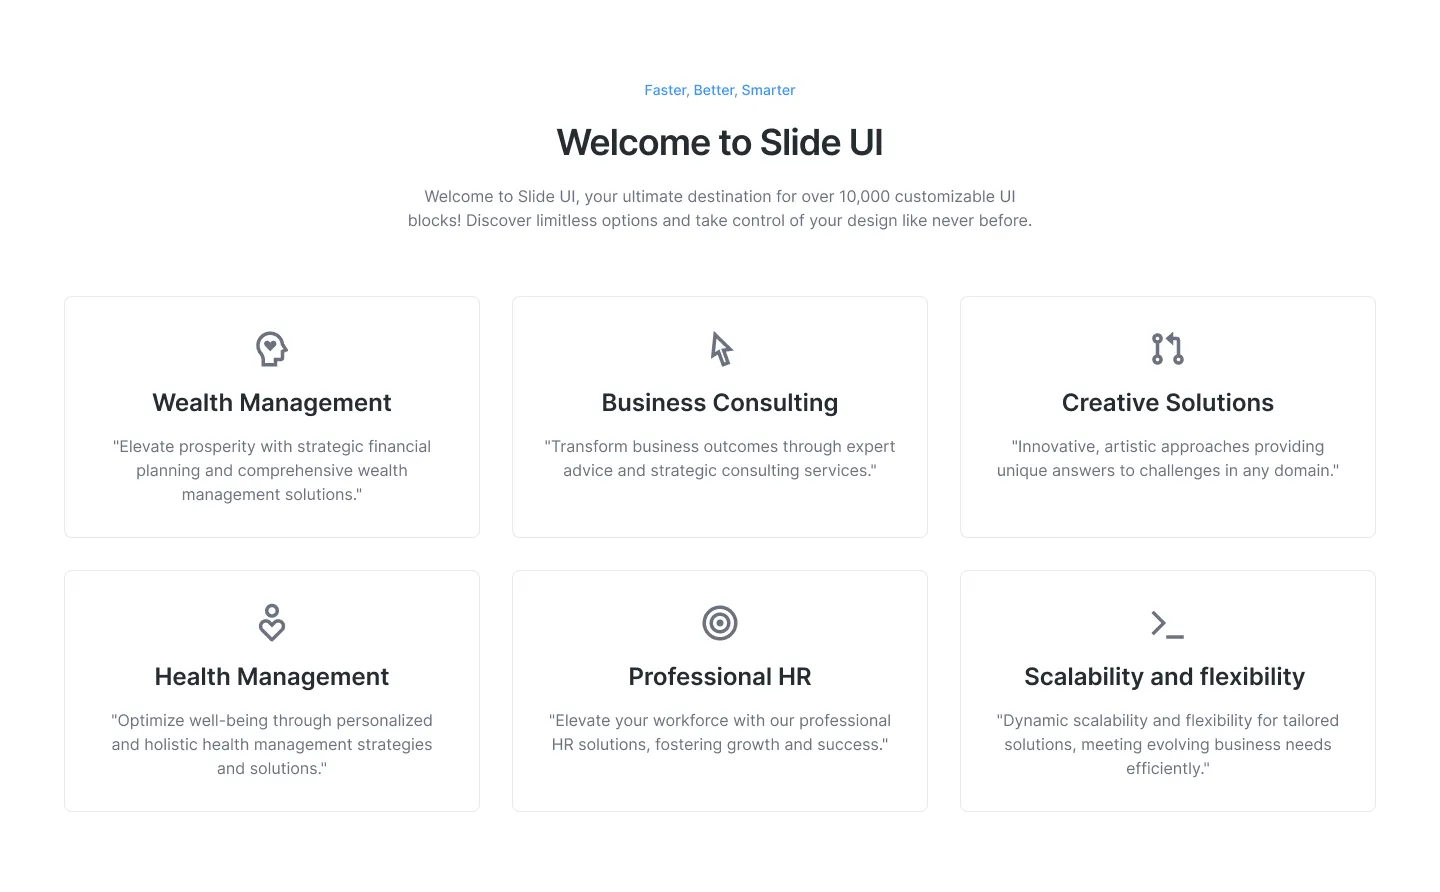 Faster, Better, Smarter
Welcome to Slide UI
Welcome to Slide UI, your ultimate destination for over 10,000 customizable UI
blocks! Discover limitless options and take control of your design like never before.
Wealth Management
"Elevate prosperity with strategic financial
planning and comprehensive wealth
management solutions."
Business Consulting
"Transform business outcomes through expert
advice and strategic consulting services."
Creative Solutions
"Innovative, artistic approaches providing
unique answers to challenges in any domain."
Health Management
"Optimize well-being through personalized
and holistic health management strategies
and solutions."
Professional HR
"Elevate your workforce with our professional
HR solutions, fostering growth and success."
Scalability and flexibility
"Dynamic scalability and flexibility for tailored
solutions, meeting evolving business needs
efficiently."